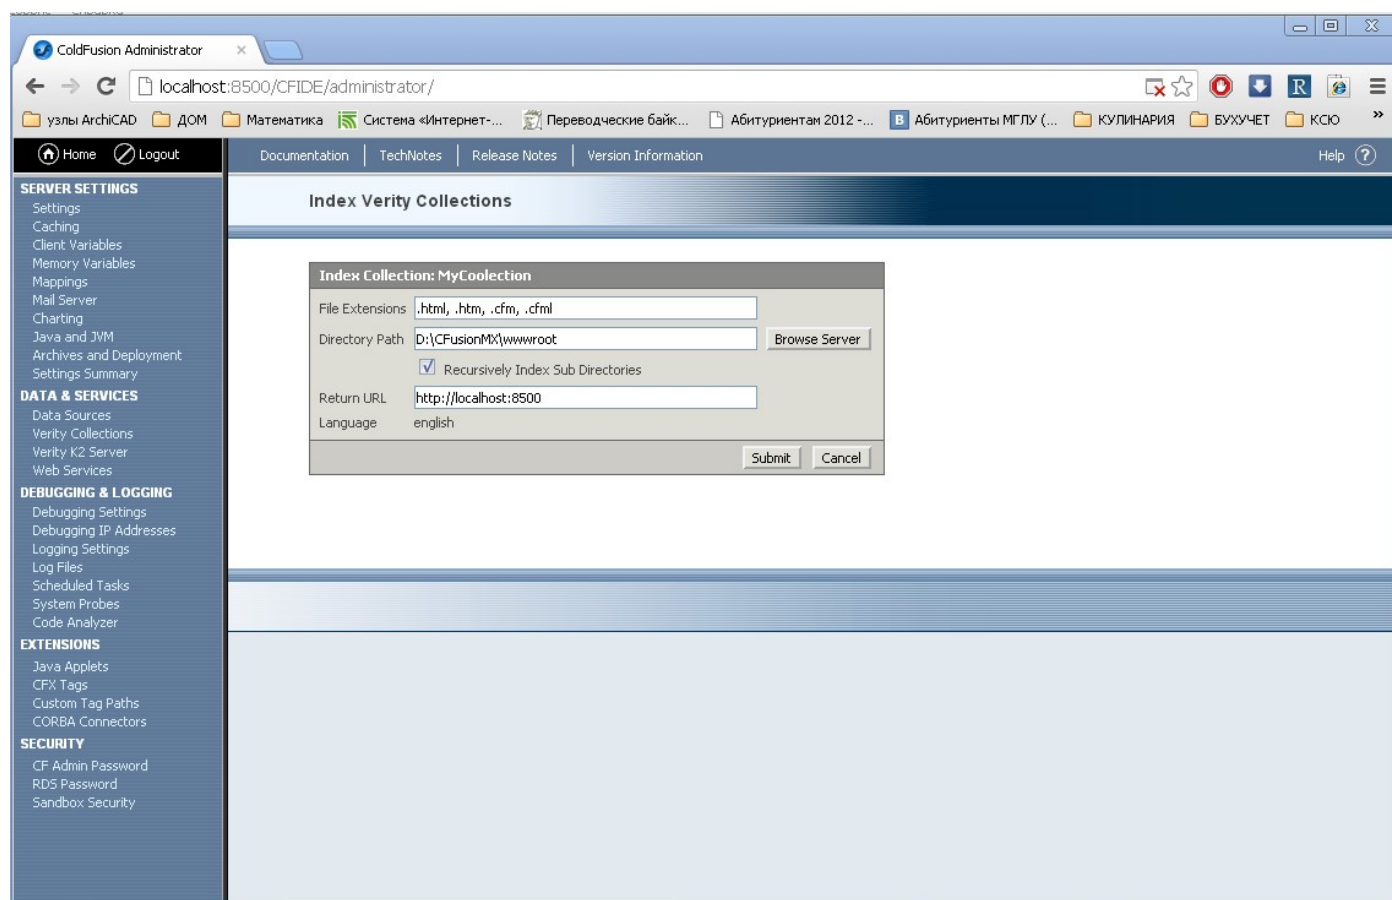 ColdFusion Administrator
localhost:8500/CFIDE/administrator/
узлы ArchiCAD ДОМ Математика Система «Интернет-... Переводческие байк... Абитуриентам 2012 -... Абитуриенты МГЛУ (... КУЛИНАРИЯ БУХУЧЕТ КСЮ »
Home Logout Documentation TechNotes Release Notes Version Information Help ?
SERVER SETTINGS
Settings
Caching
Client Variables
Memory Variables
Mappings
Mail Server
Charting
Java and JVM
Archives and Deployment
Settings Summary
DATA & SERVICES
Data Sources
Verity Collections
Verity K2 Server
Web Services
DEBUGGING & LOGGING
Debugging Settings
Debugging IP Addresses
Logging Settings
Log Files
Scheduled Tasks
System Probes
Code Analyzer
EXTENSIONS
Java Applets
CFX Tags
Custom Tag Paths
CORBA Connectors
SECURITY
CF Admin Password
RDS Password
Sandbox Security
Index Verity Collections
Index Collection: MyCoolection
File Extensions .html, .htm, .cfm, .cfml
Directory Path D:\CFusionMX\wwwroot Browse Server
Recursively Index Sub Directories
Return URL http://localhost:8500
Language english
Submit Cancel